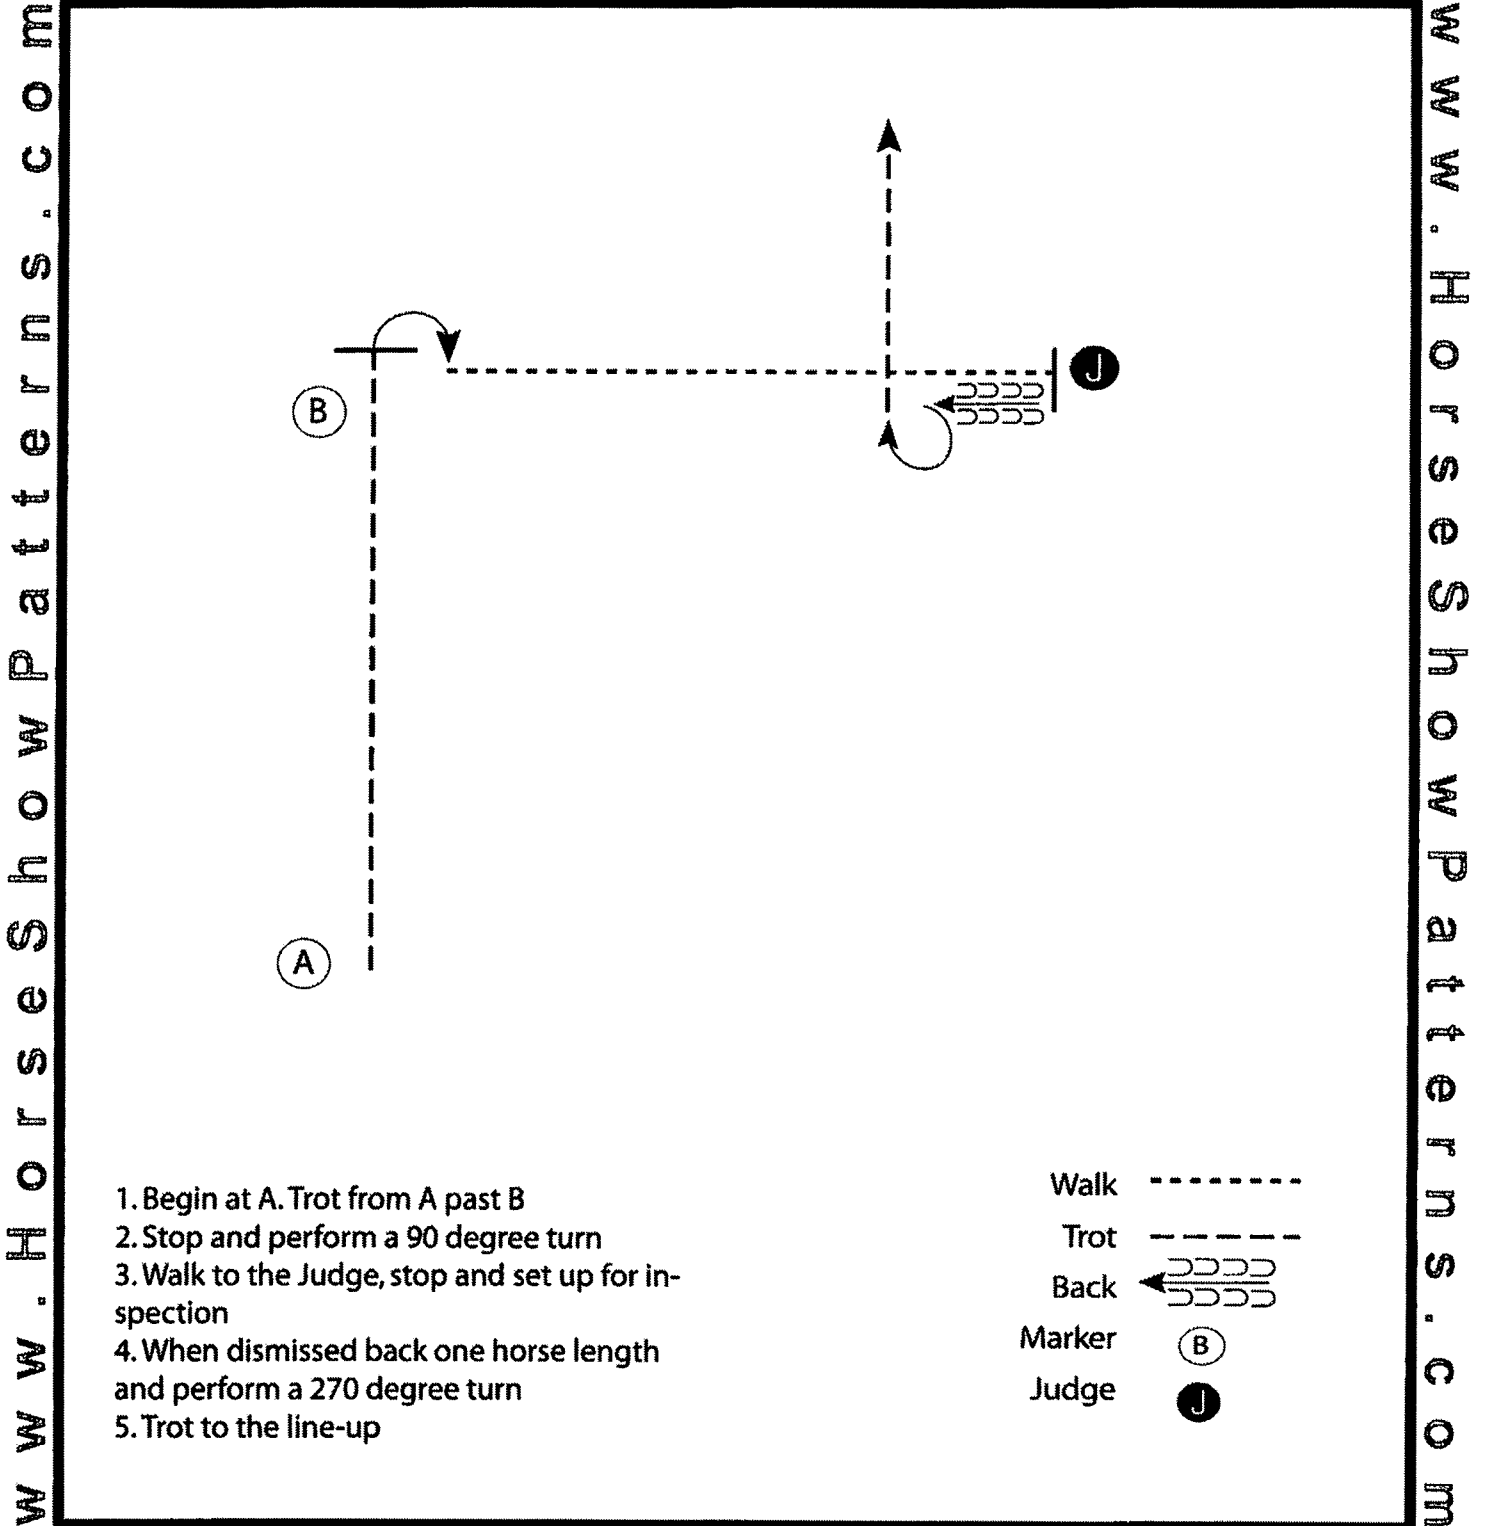 www.HorseShowPatterns.com
www.HorseShowPatterns.com
B
J
A
1. Begin at A. Trot from A past B
2. Stop and perform a 90 degree turn
3. Walk to the Judge, stop and set up for in-
spection
4. When dismissed back one horse length
and perform a 270 degree turn
5. Trot to the line-up
Walk
Trot
Back
Marker B
Judge J